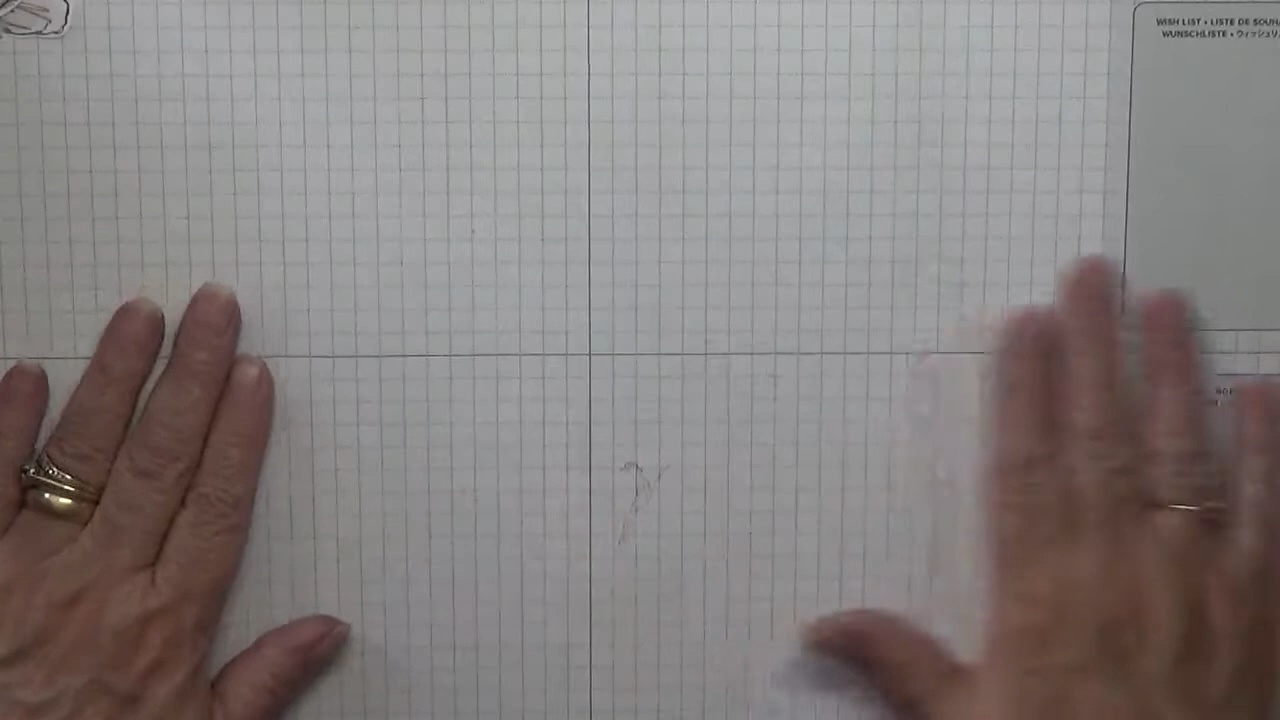 WISH LIST • LISTE DE SOUHA
WUNSCHLISTE • ウィッシュリ